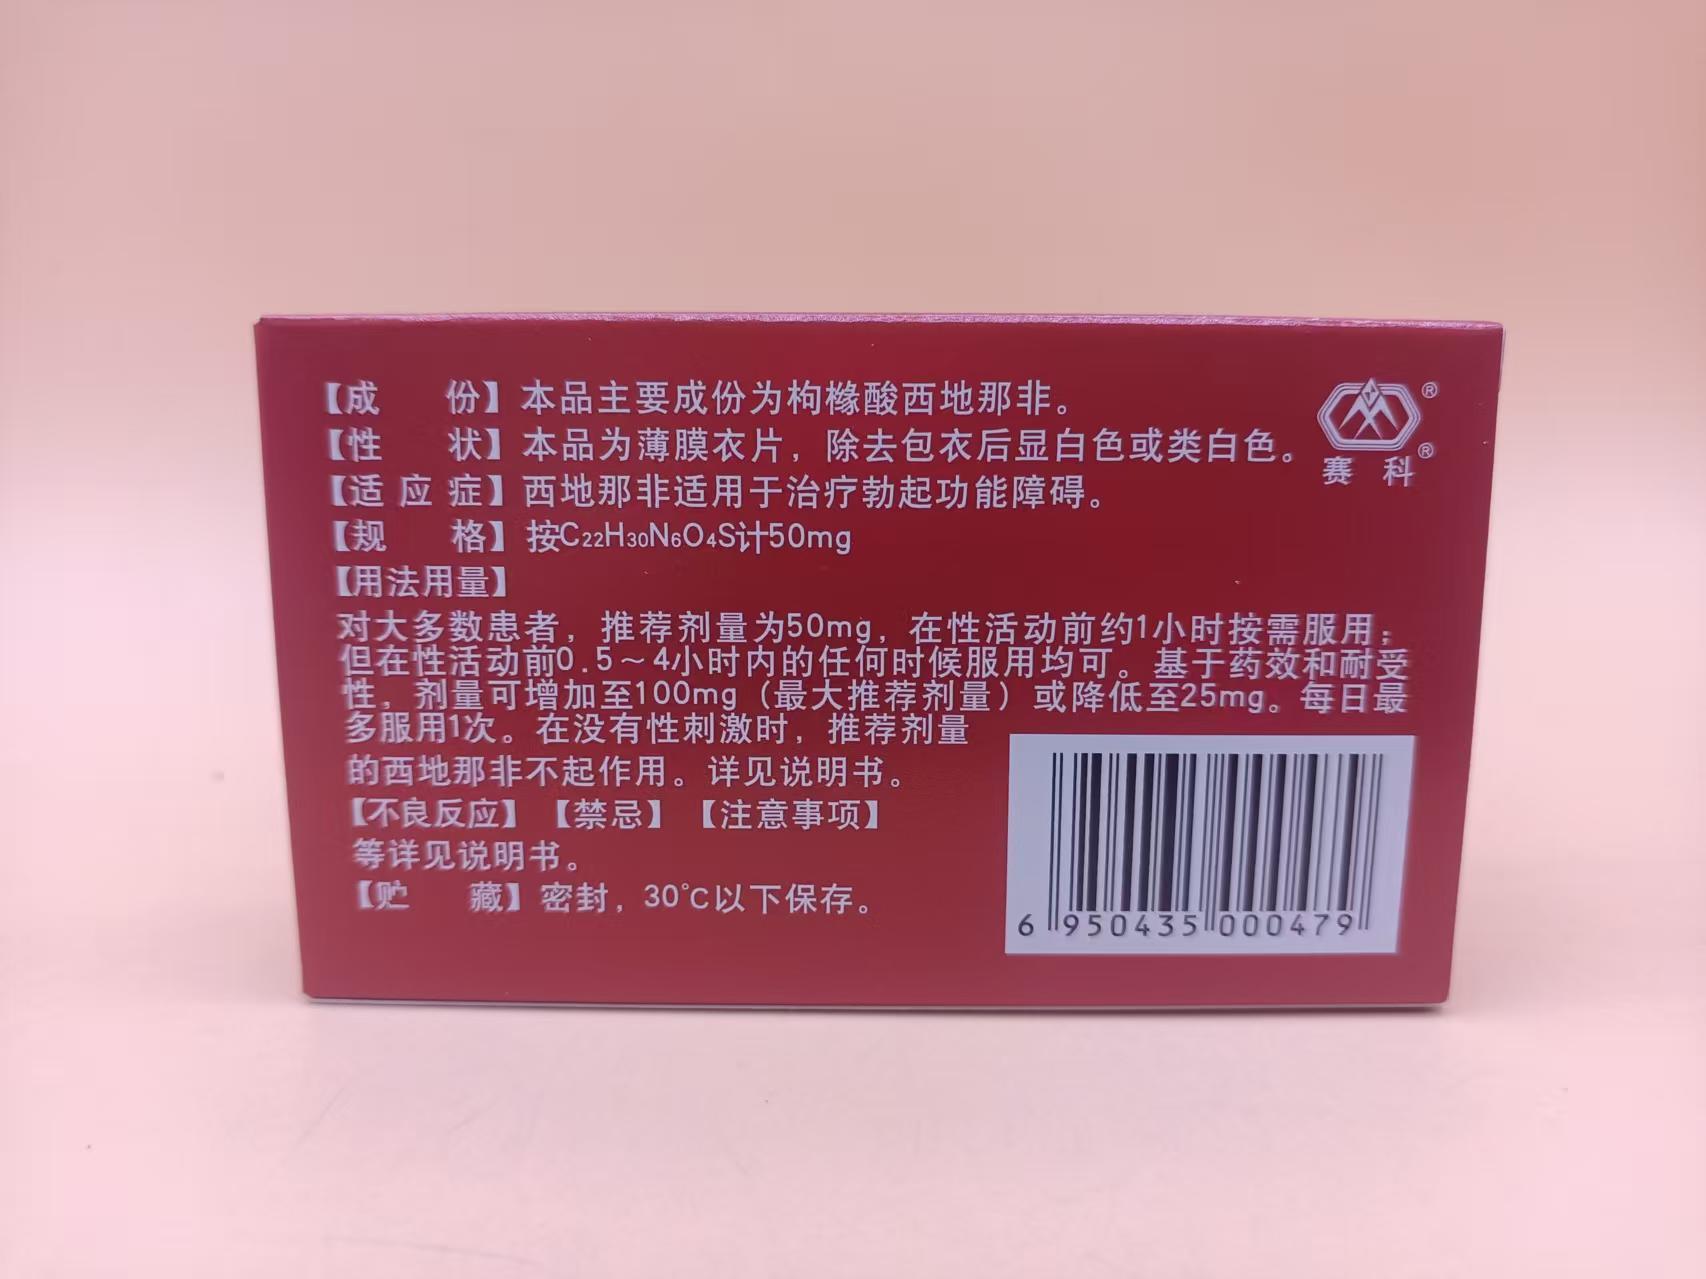 【成 份】本品主要成份为枸橼酸西地那非。
【性 状】本品为薄膜衣片，除去包衣后显白色或类白色。
【适应症】西地那非适用于治疗勃起功能障碍。
【规 格】按C₂₂H₃₀N₆O₄S计50mg
【用法用量】
对大多数患者，推荐剂量为50mg，在性活动前约1小时按需服用；
但在性活动前0.5～4小时内的任何时候服用均可。基于药效和耐受
性，剂量可增加至100mg（最大推荐剂量）或降低至25mg。每日最
多服用1次。在没有性刺激时，推荐剂量
的西地那非不起作用。详见说明书。
【不良反应】【禁忌】【注意事项】
等详见说明书。
【贮 藏】密封，30℃以下保存。
®
赛科®
6 950435 000479